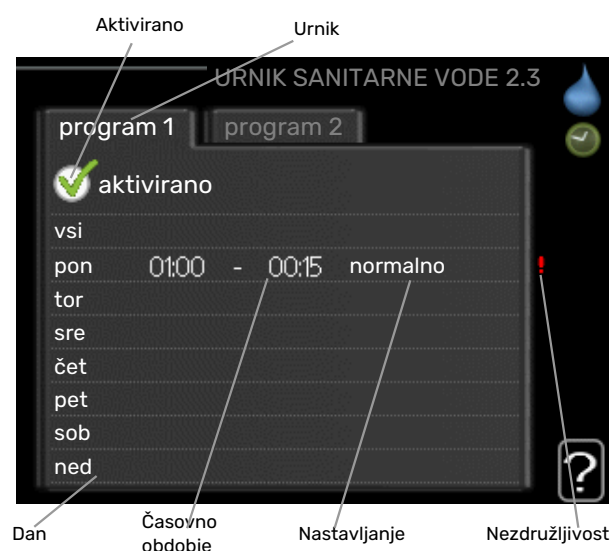 Aktivirano
Urnik
URNIK SANITARNE VODE 2.3
program 1 program 2
aktivirano
vsi
pon 01:00 - 00:15 normalno !
tor
sre
čet
pet
sob
ned
?
Dan
Časovno
obdobje
Nastavljanje
Nezdružljivost